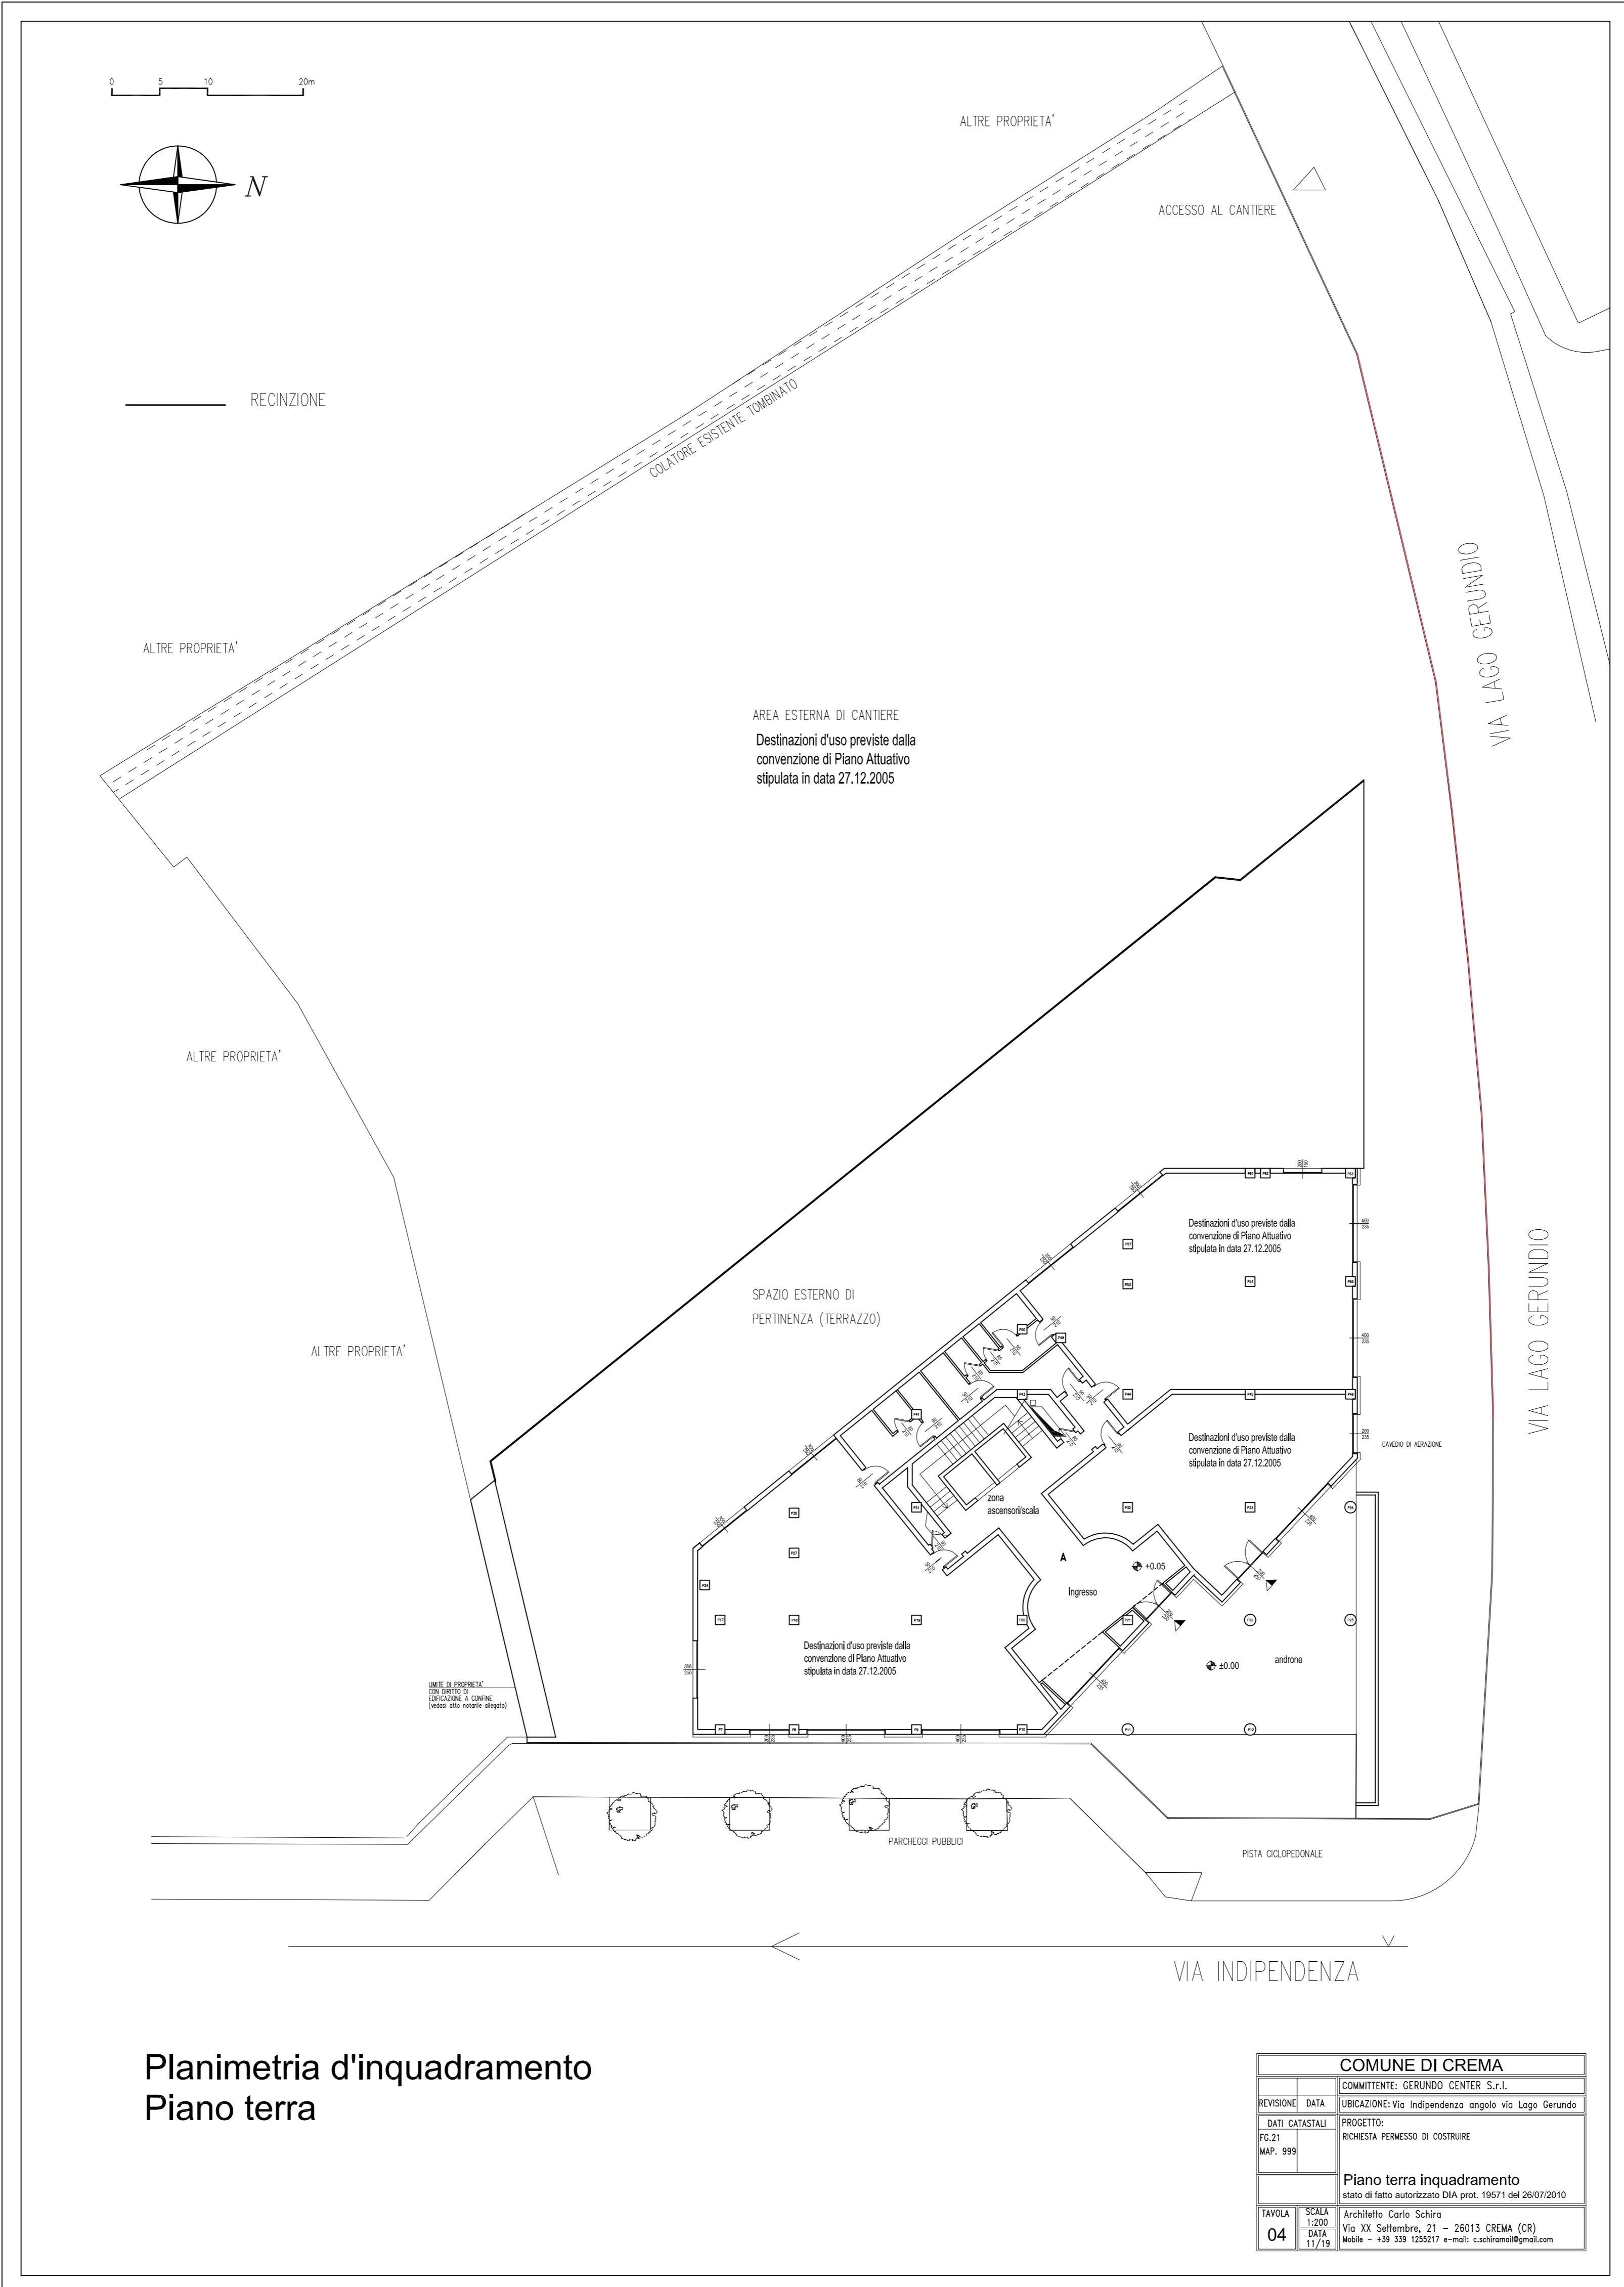 0 5 10 20m
N
RECINZIONE
ALTRE PROPRIETA'
ACCESSO AL CANTIERE
COLATORE ESISTENTE TOMBINATO
ALTRE PROPRIETA'
VIA LAGO GERUNDIO
AREA ESTERNA DI CANTIERE
Destinazioni d'uso previste dalla
convenzione di Piano Attuativo
stipulata in data 27.12.2005
ALTRE PROPRIETA'
ALTRE PROPRIETA'
SPAZIO ESTERNO DI
PERTINENZA (TERRAZZO)
Destinazioni d'uso previste dalla
convenzione di Piano Attuativo
stipulata in data 27.12.2005
VIA LAGO GERUNDIO
Destinazioni d'uso previste dalla
convenzione di Piano Attuativo
stipulata in data 27.12.2005
CAVEDIO DI AERAZIONE
zona
ascensori/scala
A
+0.05
ingresso
Destinazioni d'uso previste dalla
convenzione di Piano Attuativo
stipulata in data 27.12.2005
±0.00
androne
LIMITE DI PROPRIETA'
CON DIRITTO DI
EDIFICAZIONE A CONFINE
(vedasi atto notarile allegato)
PARCHEGGI PUBBLICI
PISTA CICLOPEDONALE
VIA INDIPENDENZA
Planimetria d'inquadramento
Piano terra
COMUNE DI CREMA
COMMITTENTE: GERUNDO CENTER S.r.l.
REVISIONE DATA
UBICAZIONE: Via Indipendenza angolo via Lago Gerundo
DATI CATASTALI
FG.21
MAP. 999
PROGETTO:
RICHIESTA PERMESSO DI COSTRUIRE
Piano terra inquadramento
stato di fatto autorizzato DIA prot. 19571 del 26/07/2010
TAVOLA
04
SCALA
1:200
DATA
11/19
Architetto Carlo Schira
Via XX Settembre, 21 – 26013 CREMA (CR)
Mobile – +39 339 1255217 e-mail: c.schiramail@gmail.com